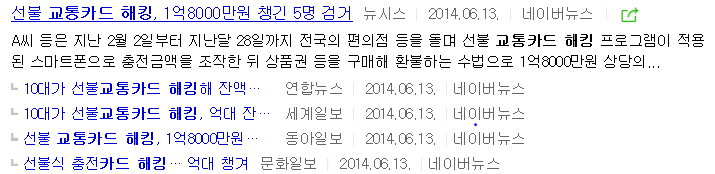 선불 교통카드 해킹, 1억8000만원 챙긴 5명 검거 뉴시스 | 2014.06.13. | 네이버뉴스 |
A씨 등은 지난 2월 2일부터 지난달 28일까지 전국의 편의점 등을 돌며 선불 교통카드 해킹 프로그램이 적용
된 스마트폰으로 충전금액을 조작한 뒤 상품권 등을 구매해 환불하는 수법으로 1억8000만원 상당의...
10대가 선불교통카드 해킹해 잔액… 연합뉴스 | 2014.06.13. | 네이버뉴스
10대가 선불교통카드 해킹, 억대 잔… 세계일보 | 2014.06.13. | 네이버뉴스
선불 교통카드 해킹, 1억8000만원… 동아일보 | 2014.06.13. | 네이버뉴스
선불식 충전카드 해킹… 억대 챙겨 문화일보 | 2014.06.13. | 네이버뉴스